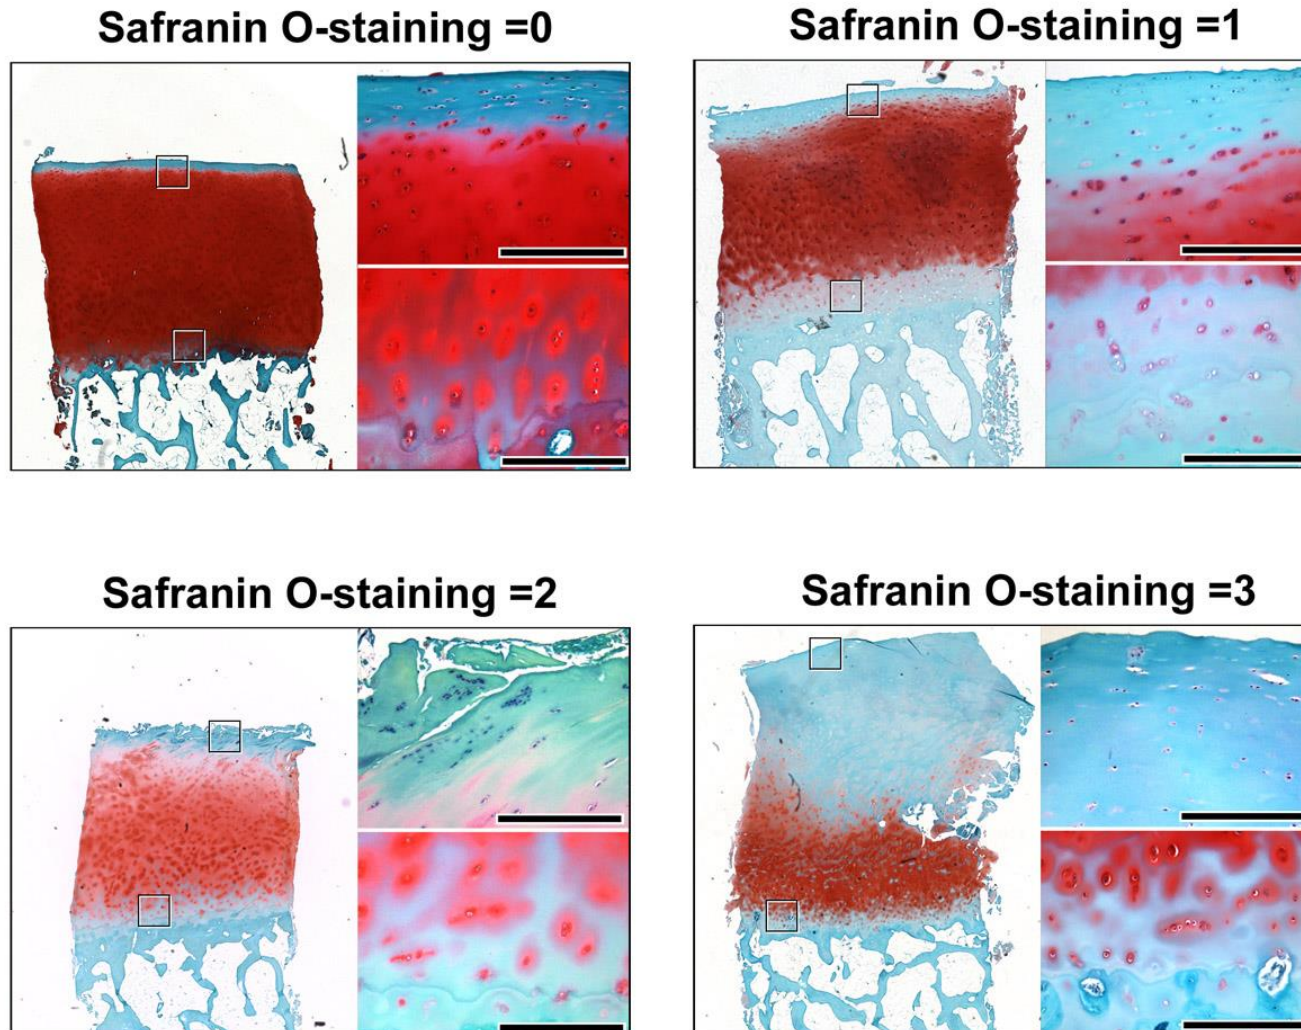 Safranin O-staining =0
Safranin O-staining =1
Safranin O-staining =2
Safranin O-staining =3